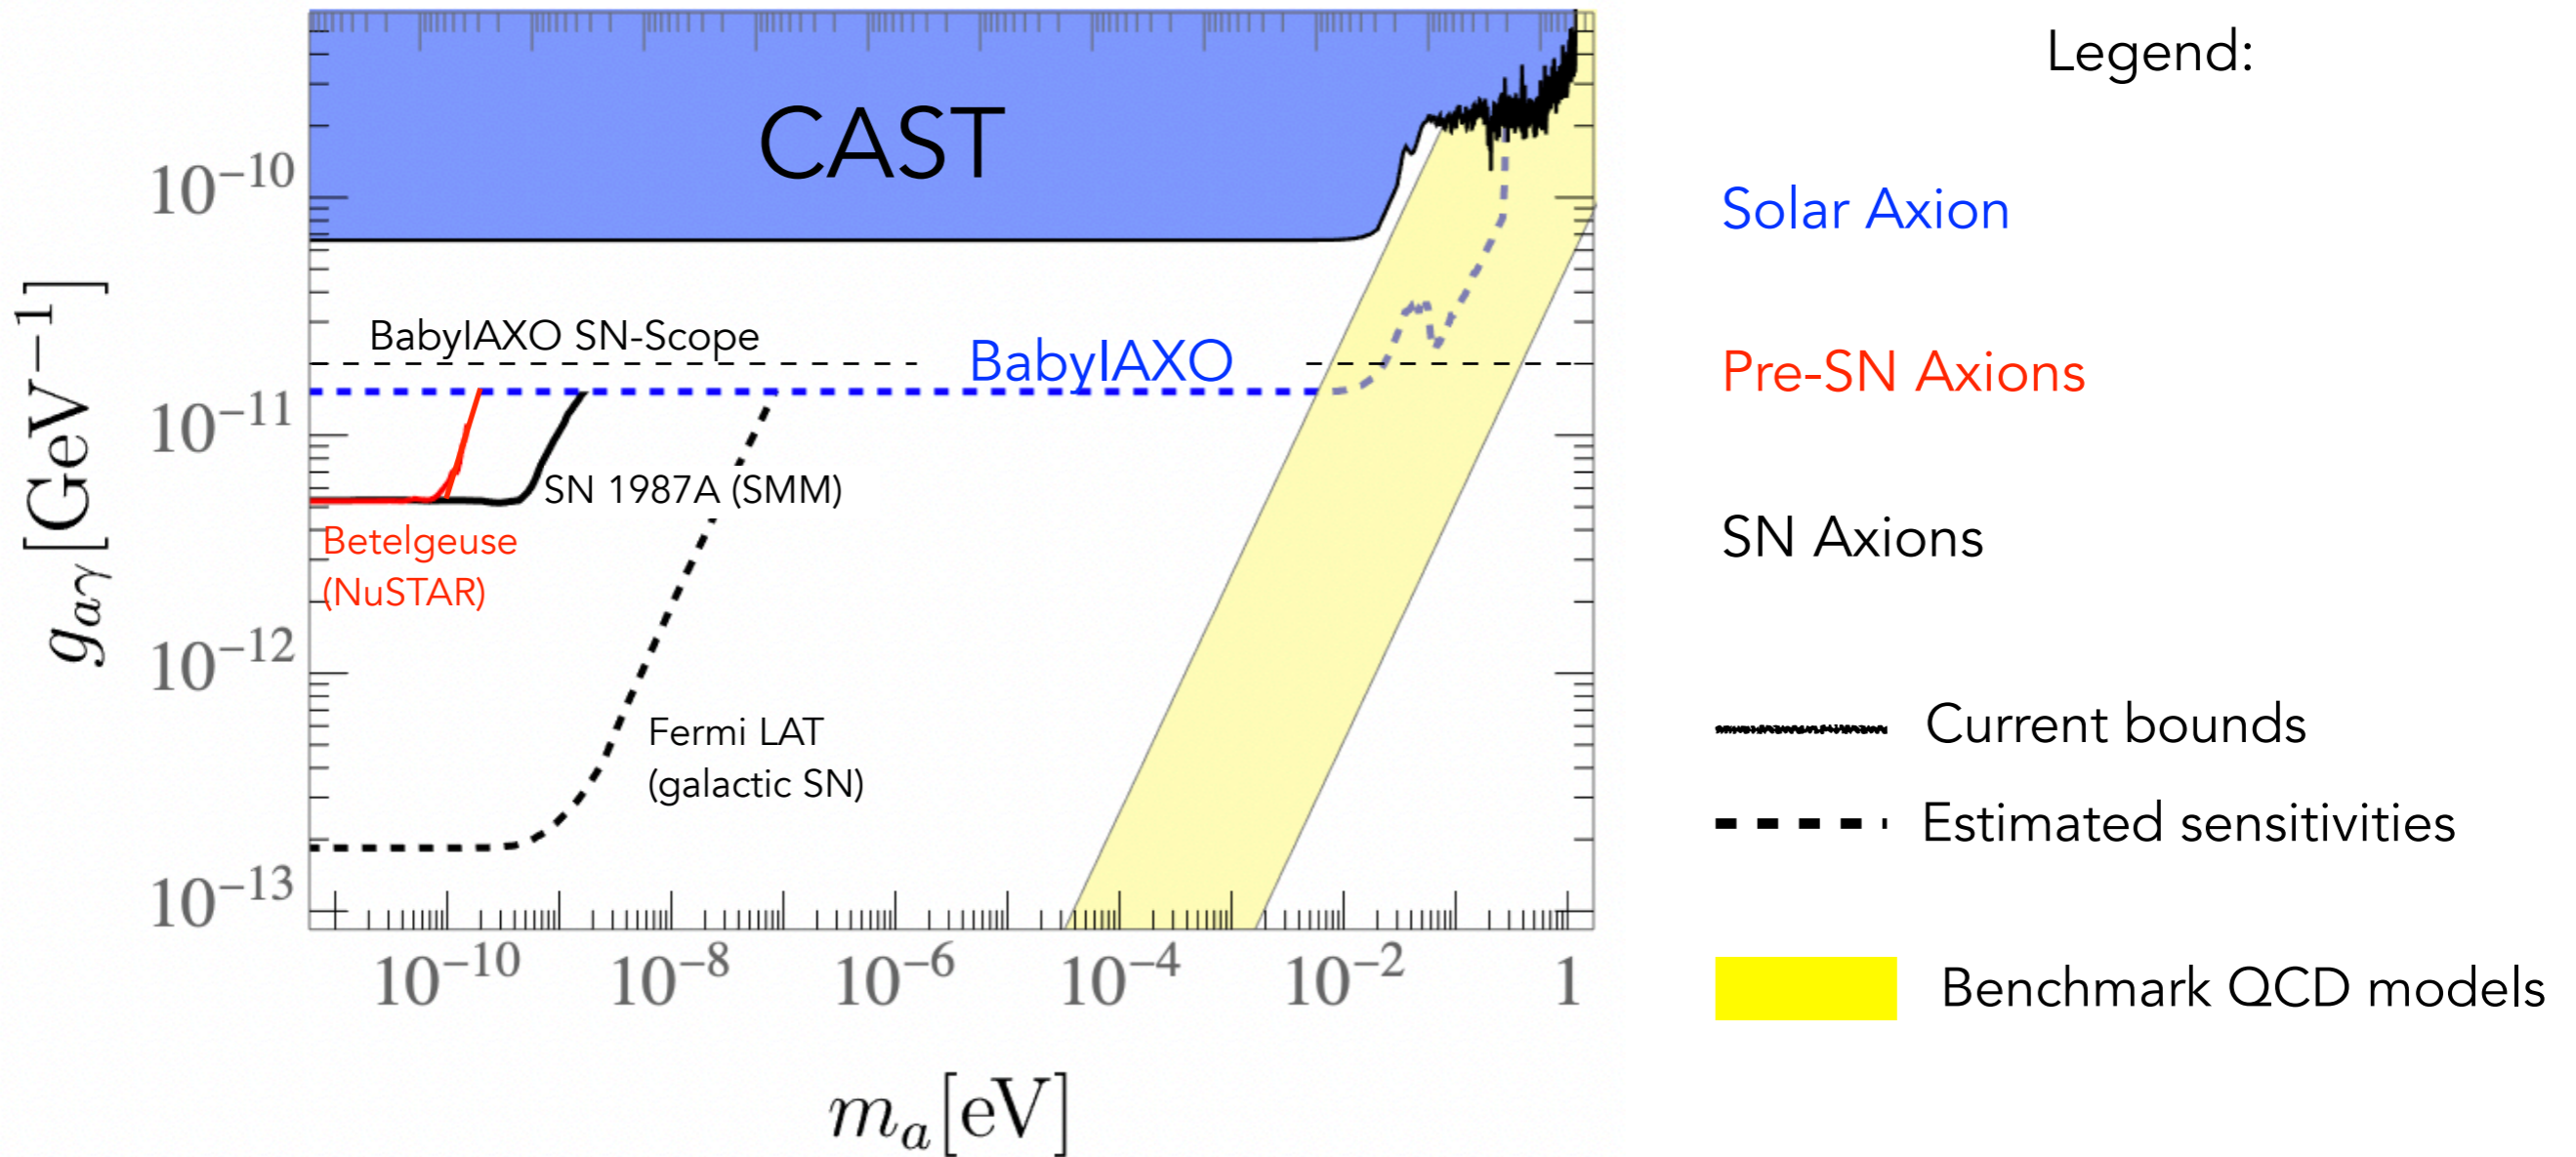 CAST
10⁻¹⁰
BabyIAXO SN-Scope
BabyIAXO
10⁻¹¹
SN 1987A (SMM)
Betelgeuse
(NuSTAR)
10⁻¹²
Fermi LAT
(galactic SN)
10⁻¹³
g_{aγ}[GeV⁻¹]
10⁻¹⁰ 10⁻⁸ 10⁻⁶ 10⁻⁴ 10⁻² 1
m_a[eV]
Legend:
Solar Axion
Pre-SN Axions
SN Axions
Current bounds
Estimated sensitivities
Benchmark QCD models